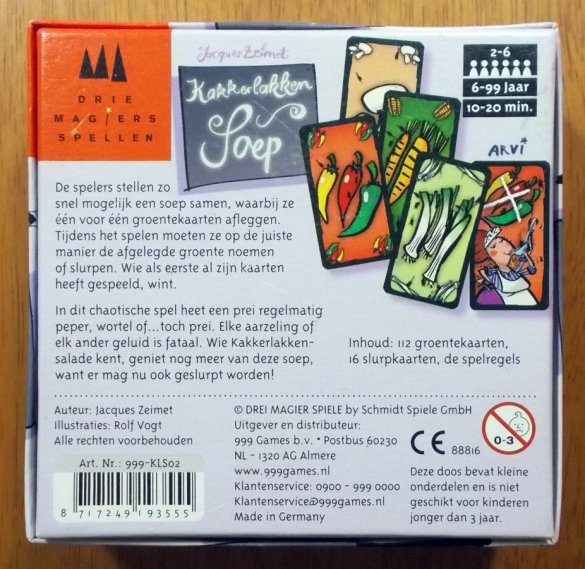 Jacques Zeimet
Kakkerlakken
Soep
DRIE
MAGIERS
SPELLEN
2-6
6-99 Jaar
10-20 min.
ARVI
De spelers stellen zo
snel mogelijk een soep samen, waarbij ze
één voor één groentekaarten afleggen.
Tijdens het spelen moeten ze op de juiste
manier de afgelegde groente noemen
of slurpen. Wie als eerste al zijn kaarten
heeft gespeeld, wint.
In dit chaotische spel heet een prei regelmatig
peper, wortel of...toch prei. Elke aarzeling of
elk ander geluid is fataal. Wie Kakkerlakken-
salade kent, geniet nog meer van deze soep,
want er mag nu ook geslurpt worden!
Inhoud: 112 groentekaarten,
16 slurpkaarten, de spelregels
Auteur: Jacques Zeimet
Illustraties: Rolf Vogt
Alle rechten voorbehouden
Art. Nr.: 999-KLS02
8 717249 193555
© DREI MAGIER SPIELE by Schmidt Spiele GmbH
Uitgever en distributeur:
999 Games b.v. • Postbus 60230
NL - 1320 AG Almere
www.999games.nl
Klantenservice: 0900 - 999 0000
Klantenservice@999games.nl
Made in Germany
CE 88816
0-3
Deze doos bevat kleine
onderdelen en is niet
geschikt voor kinderen
jonger dan 3 jaar.